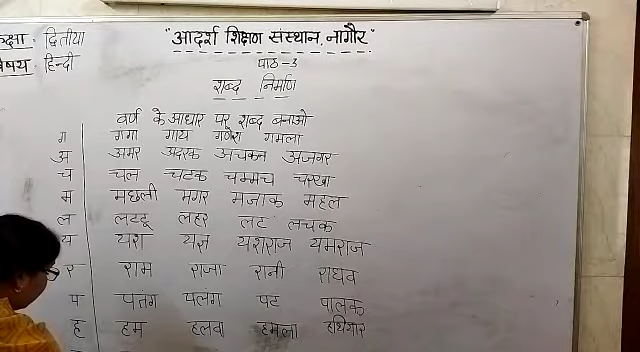 कक्षा : द्वितीया "आदर्श शिक्षण संस्थान, नागौर"
विषय : हिन्दी पाठ-3
शब्द निर्माण
वर्ण के आधार पर शब्द बनाओ
ग गंगा गाय गणेश गमला
अ अमर अदरक अचकन अजगर
च चल चटक चम्मच चरखा
म मछली मगर मजाक महल
ल लट्टू लहर लट लचक
य यश यज्ञ यशराज यमराज
र राम राजा रानी राघव
प पतंग पलंग पट पालक
ह हम हलवा हमला हथियार